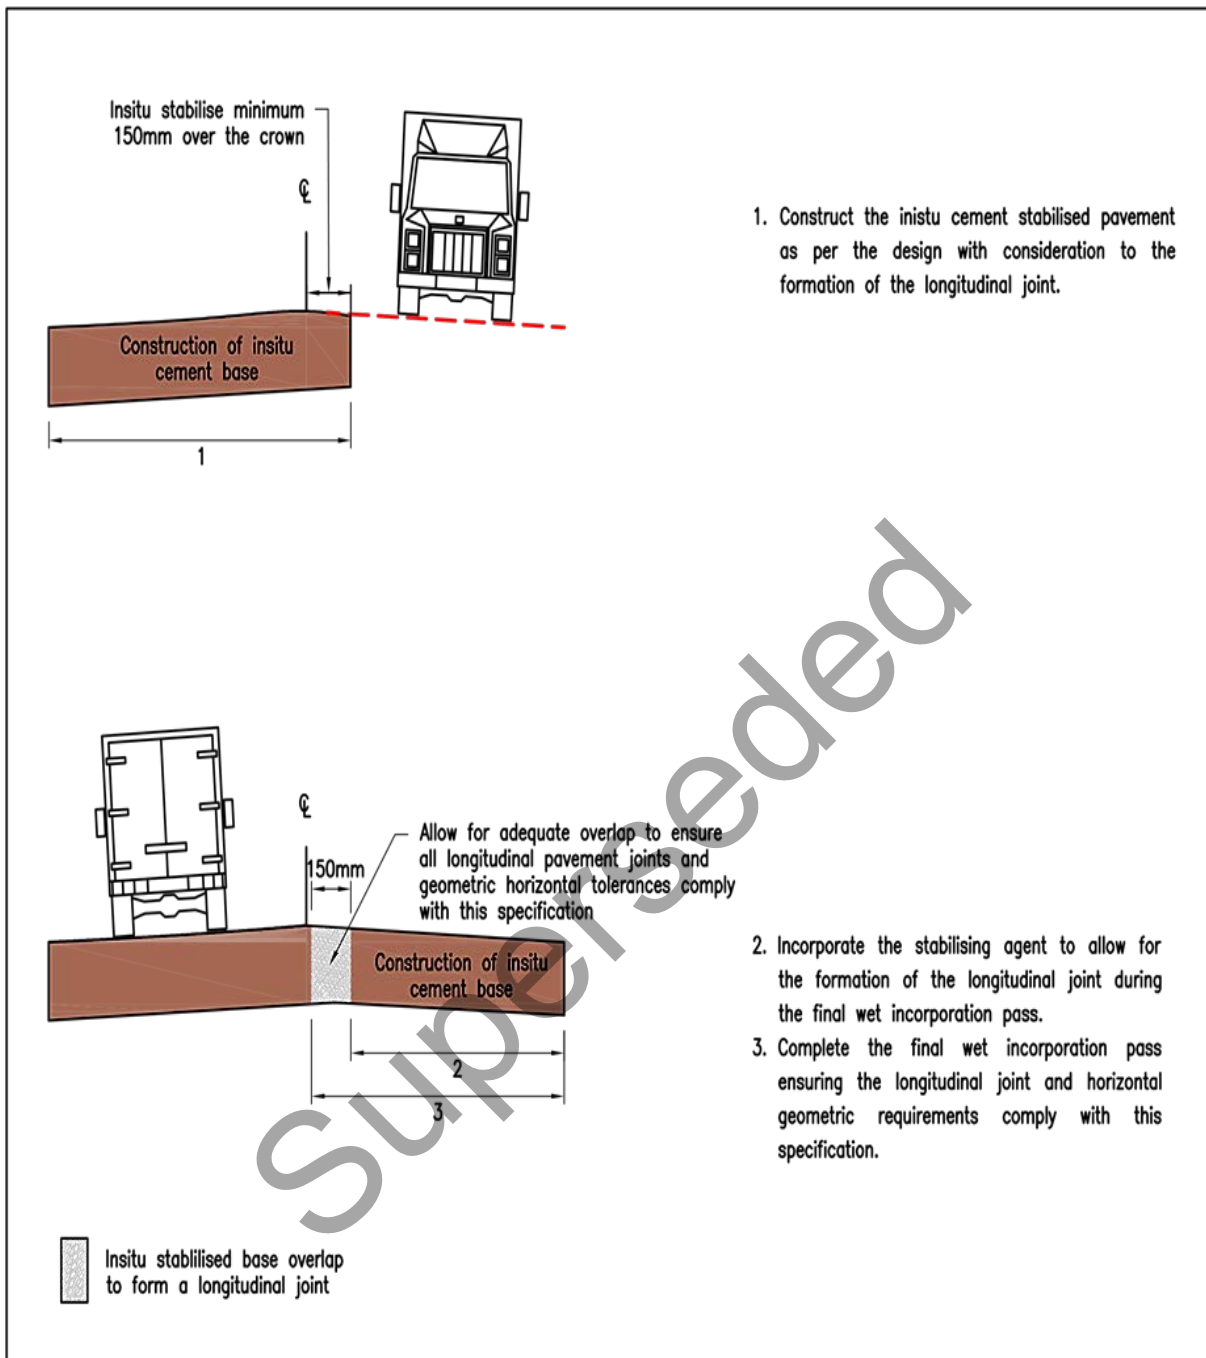 Insitu stabilise minimum
150mm over the crown
℄
Construction of insitu
cement base
1
1. Construct the inistu cement stabilised pavement
as per the design with consideration to the
formation of the longitudinal joint.
℄
150mm
Allow for adequate overlap to ensure
all longitudinal pavement joints and
geometric horizontal tolerances comply
with this specification
Construction of insitu
cement base
2
3
2. Incorporate the stabilising agent to allow for
the formation of the longitudinal joint during
the final wet incorporation pass.
3. Complete the final wet incorporation pass
ensuring the longitudinal joint and horizontal
geometric requirements comply with this
specification.
Insitu stablilised base overlap
to form a longitudinal joint
Superseded